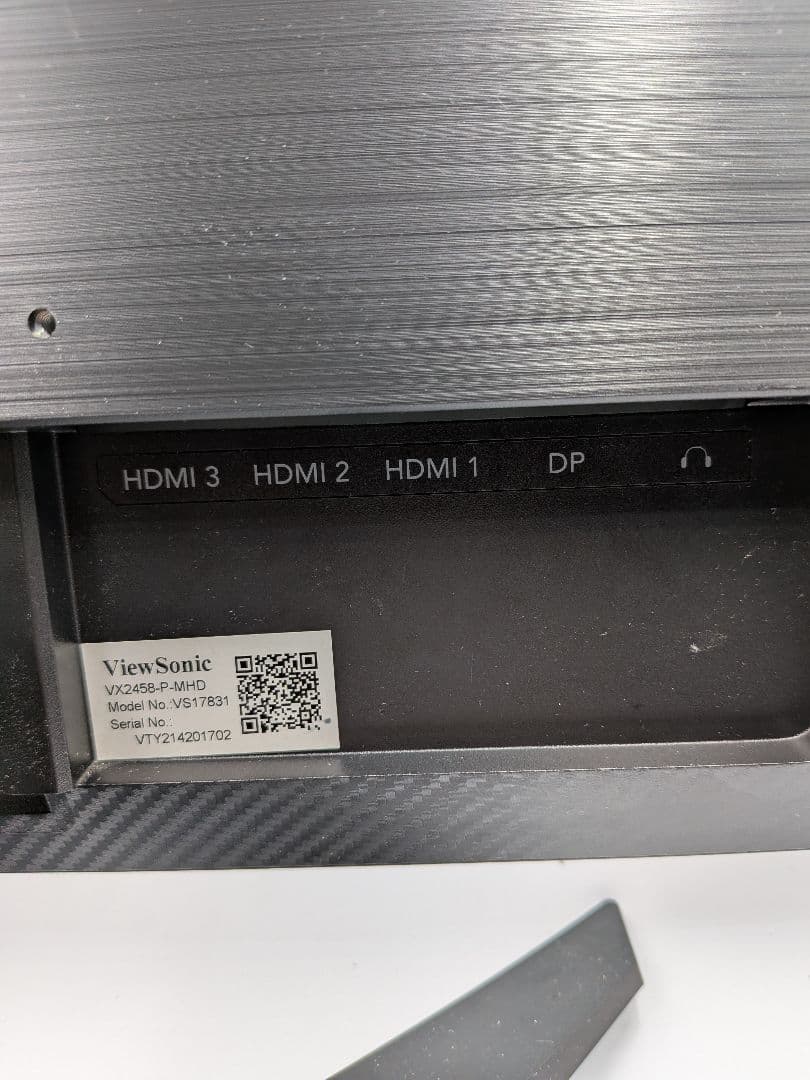 HDMI 3 HDMI 2 HDMI 1 DP
ViewSonic
VX2458-P-MHD
Model No.:VS17831
Serial No.:
VTY214201702